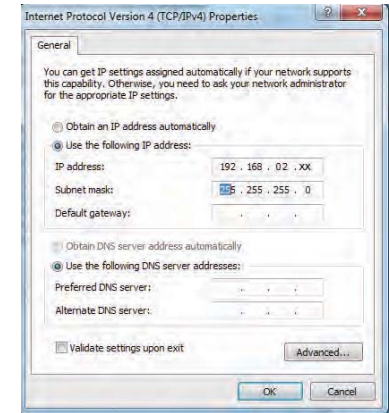 Internet Protocol Version 4 (TCP/IPv4) Properties
General
You can get IP settings assigned automatically if your network supports
this capability. Otherwise, you need to ask your network administrator
for the appropriate IP settings.
Obtain an IP address automatically
Use the following IP address:
IP address: 192 . 168 . 02 . XX
Subnet mask: 255 . 255 . 255 . 0
Default gateway: . . .
Obtain DNS server address automatically
Use the following DNS server addresses:
Preferred DNS server: . . .
Alternate DNS server: . . .
Validate settings upon exit
Advanced...
OK Cancel